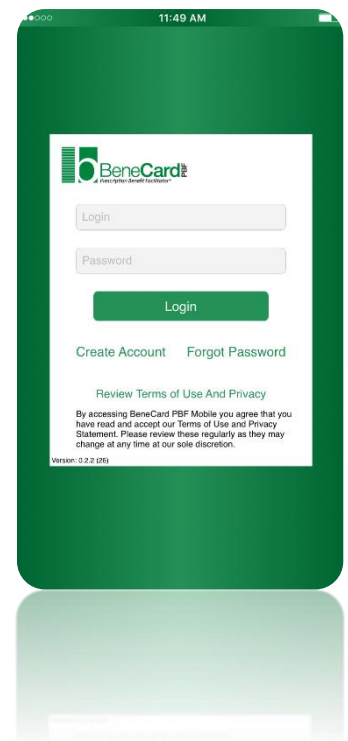 11:49 AM
BeneCard PBF
Prescription Benefit Facilitator
Login
Password
Login
Create Account Forgot Password
Review Terms of Use And Privacy
By accessing BeneCard PBF Mobile you agree that you
have read and accept our Terms of Use and Privacy
Statement. Please review these regularly as they may
change at any time at our sole discretion.
Version: 0.2.2 (26)